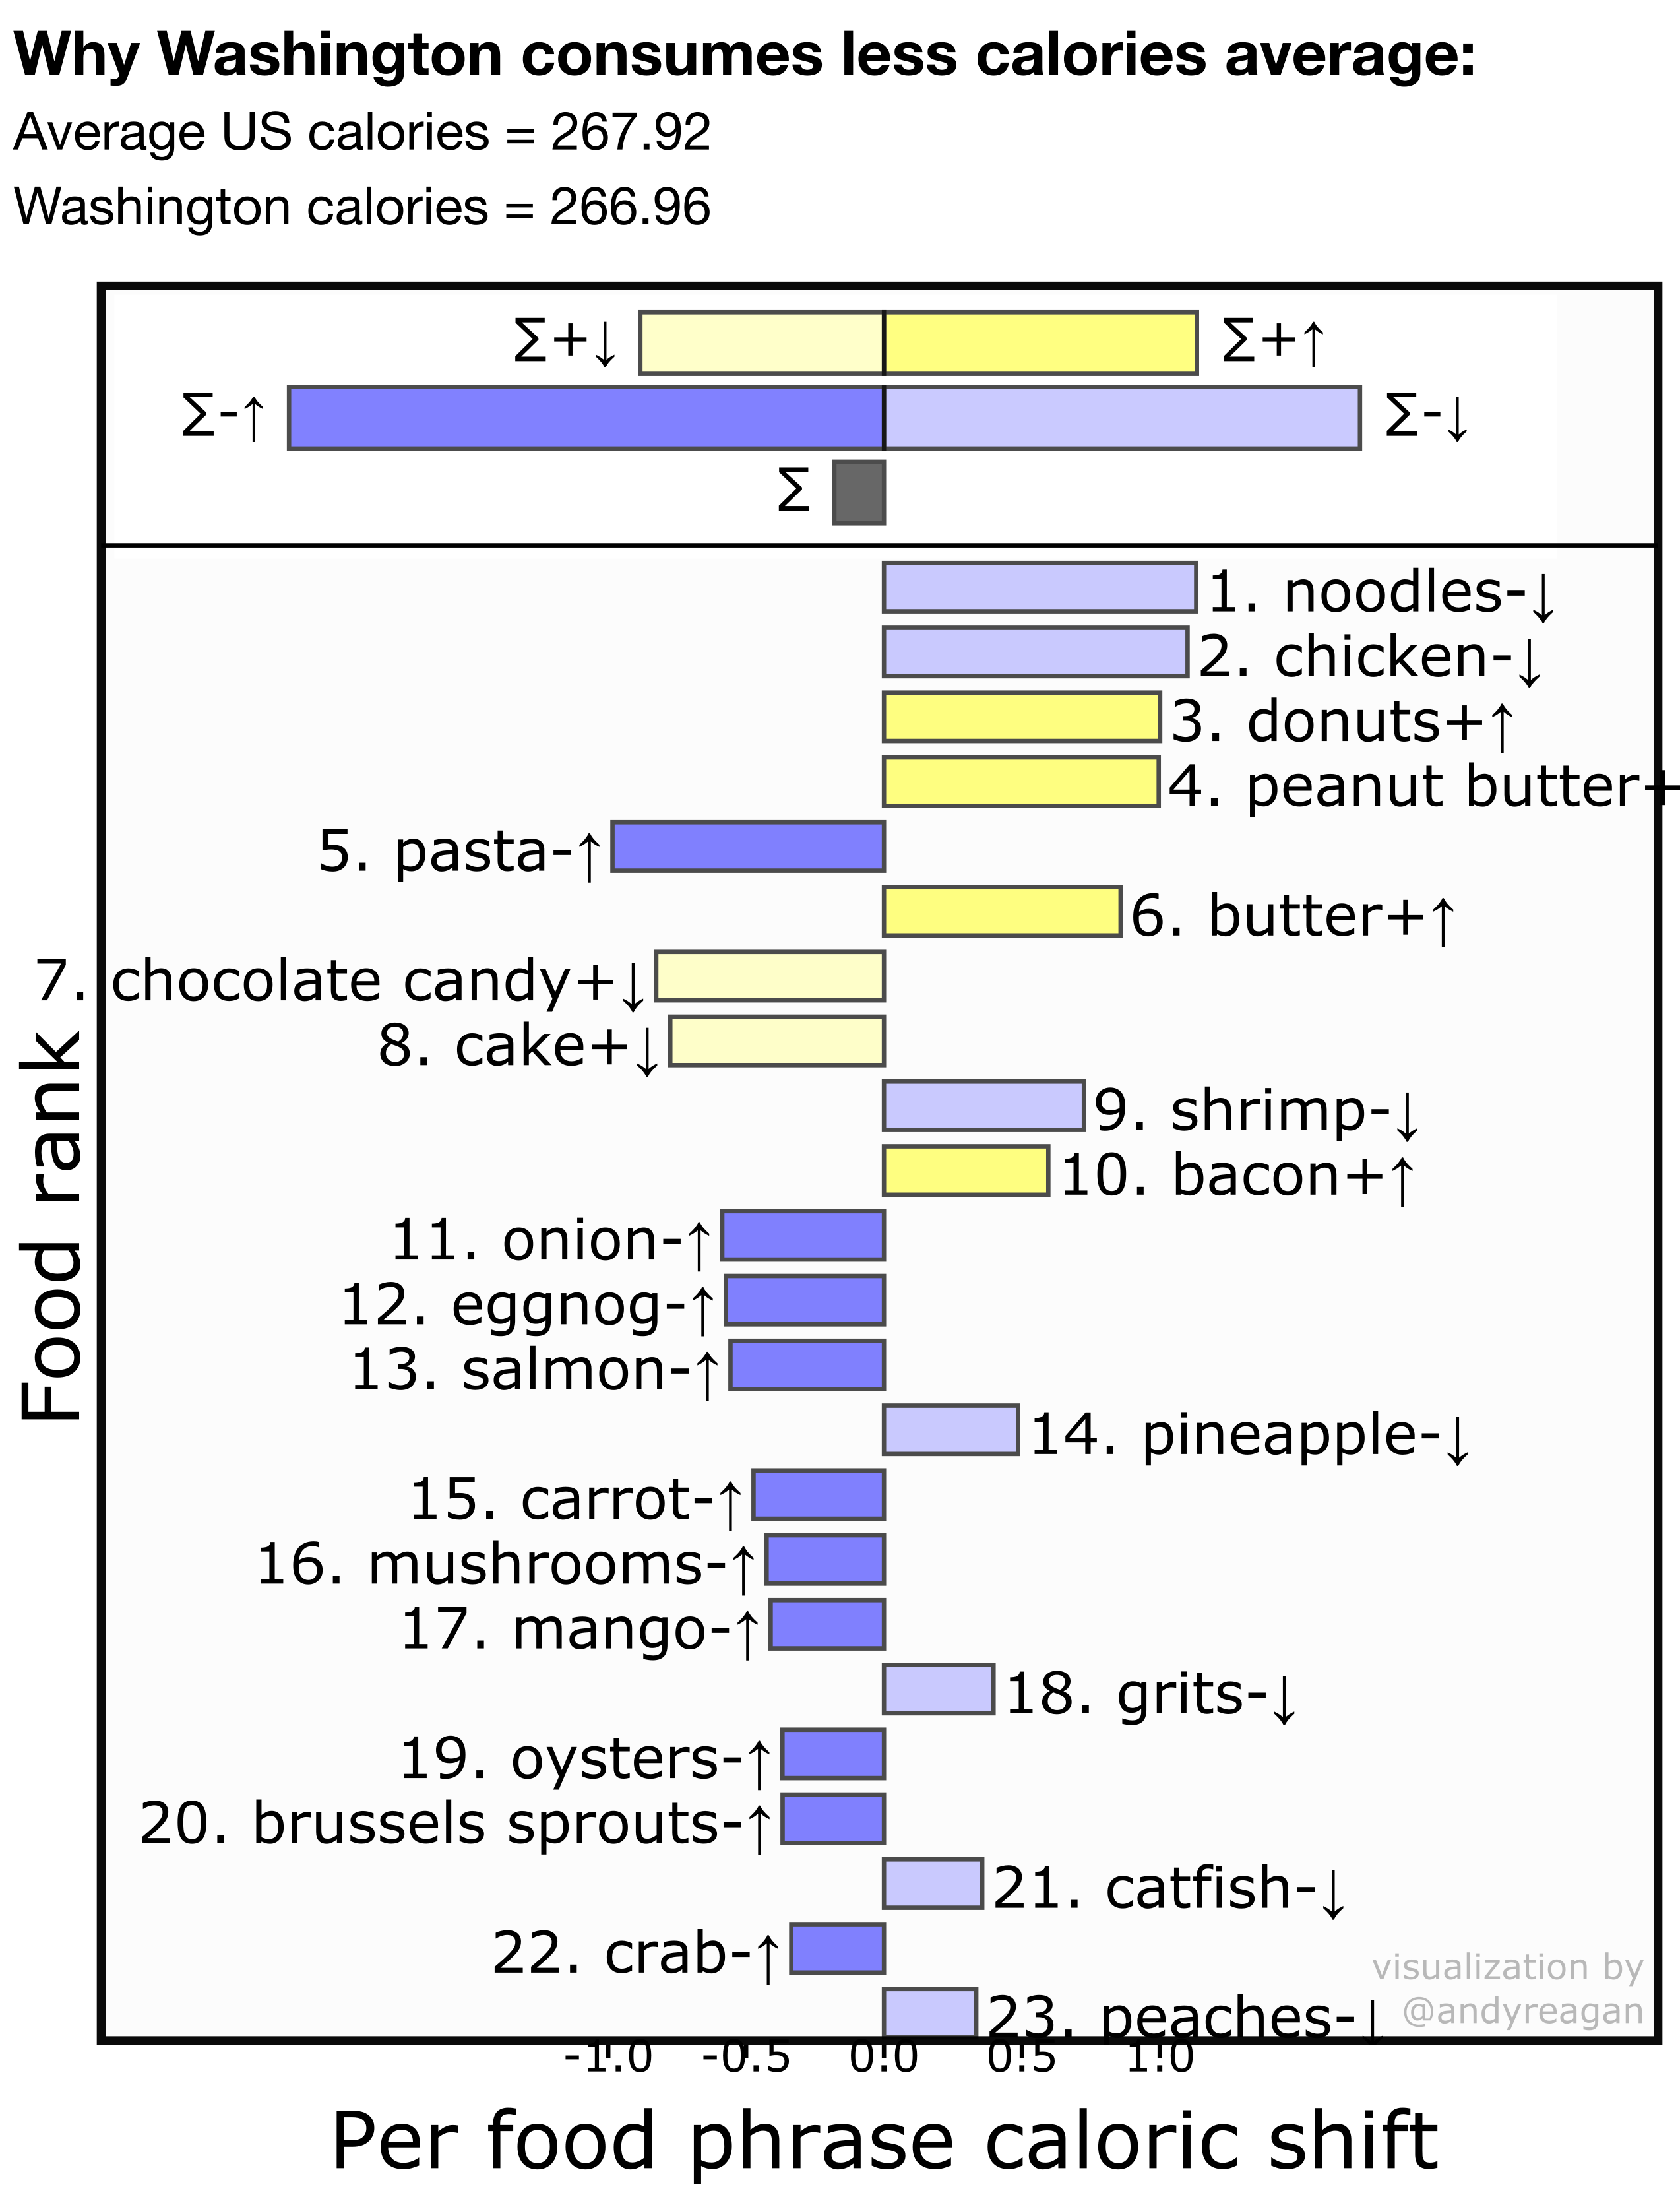 Why Washington consumes less calories average:
Average US calories = 267.92
Washington calories = 266.96
∑+↓
∑+↑
∑-↑
∑-↓
∑
1. noodles-↓
2. chicken-↓
3. donuts+↑
4. peanut butter+
5. pasta-↑
6. butter+↑
7. chocolate candy+↓
8. cake+↓
9. shrimp-↓
10. bacon+↑
11. onion-↑
12. eggnog-↑
13. salmon-↑
14. pineapple-↓
15. carrot-↑
16. mushrooms-↑
17. mango-↑
18. grits-↓
19. oysters-↑
20. brussels sprouts-↑
21. catfish-↓
22. crab-↑
23. peaches-↓
Food rank
visualization by
@andyreagan
-1.0 -0.5 0.0 0.5 1.0
Per food phrase caloric shift